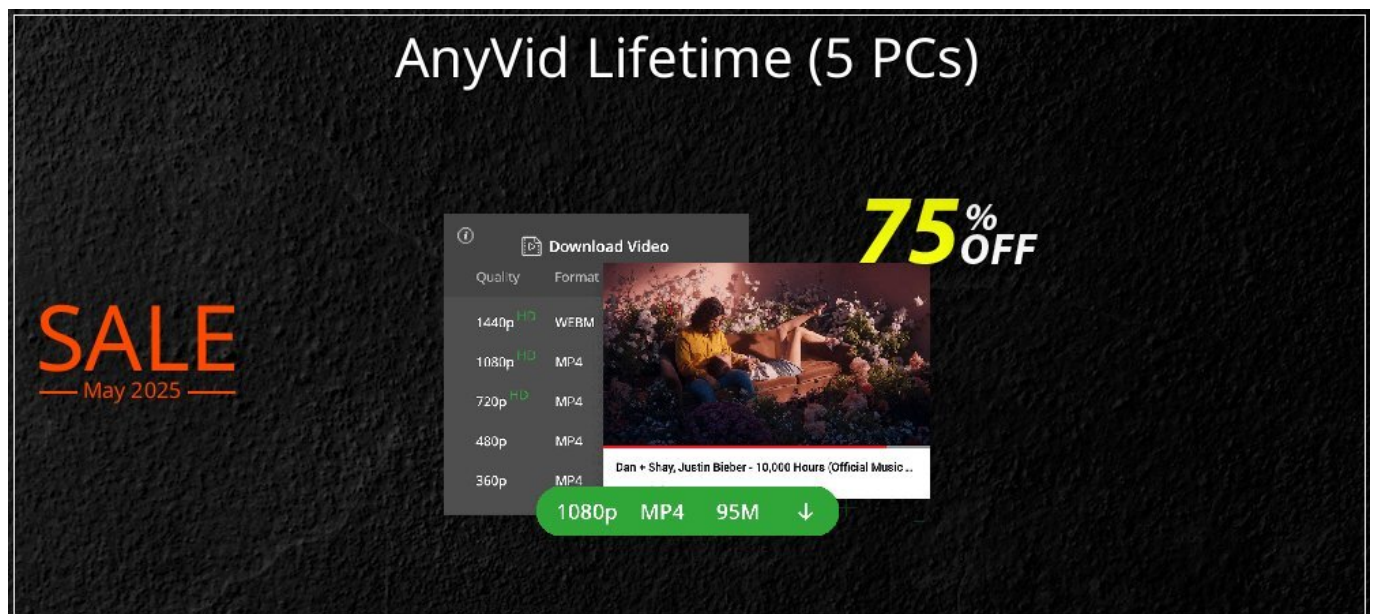 AnyVid Lifetime (5 PCs)
75% OFF
SALE
May 2025
Download Video
Quality Format
1440p HD WEBM
1080p HD MP4
720p HD MP4
480p MP4
360p MP4
Dan + Shay, Justin Bieber - 10,000 Hours (Official Music ...
1080p MP4 95M